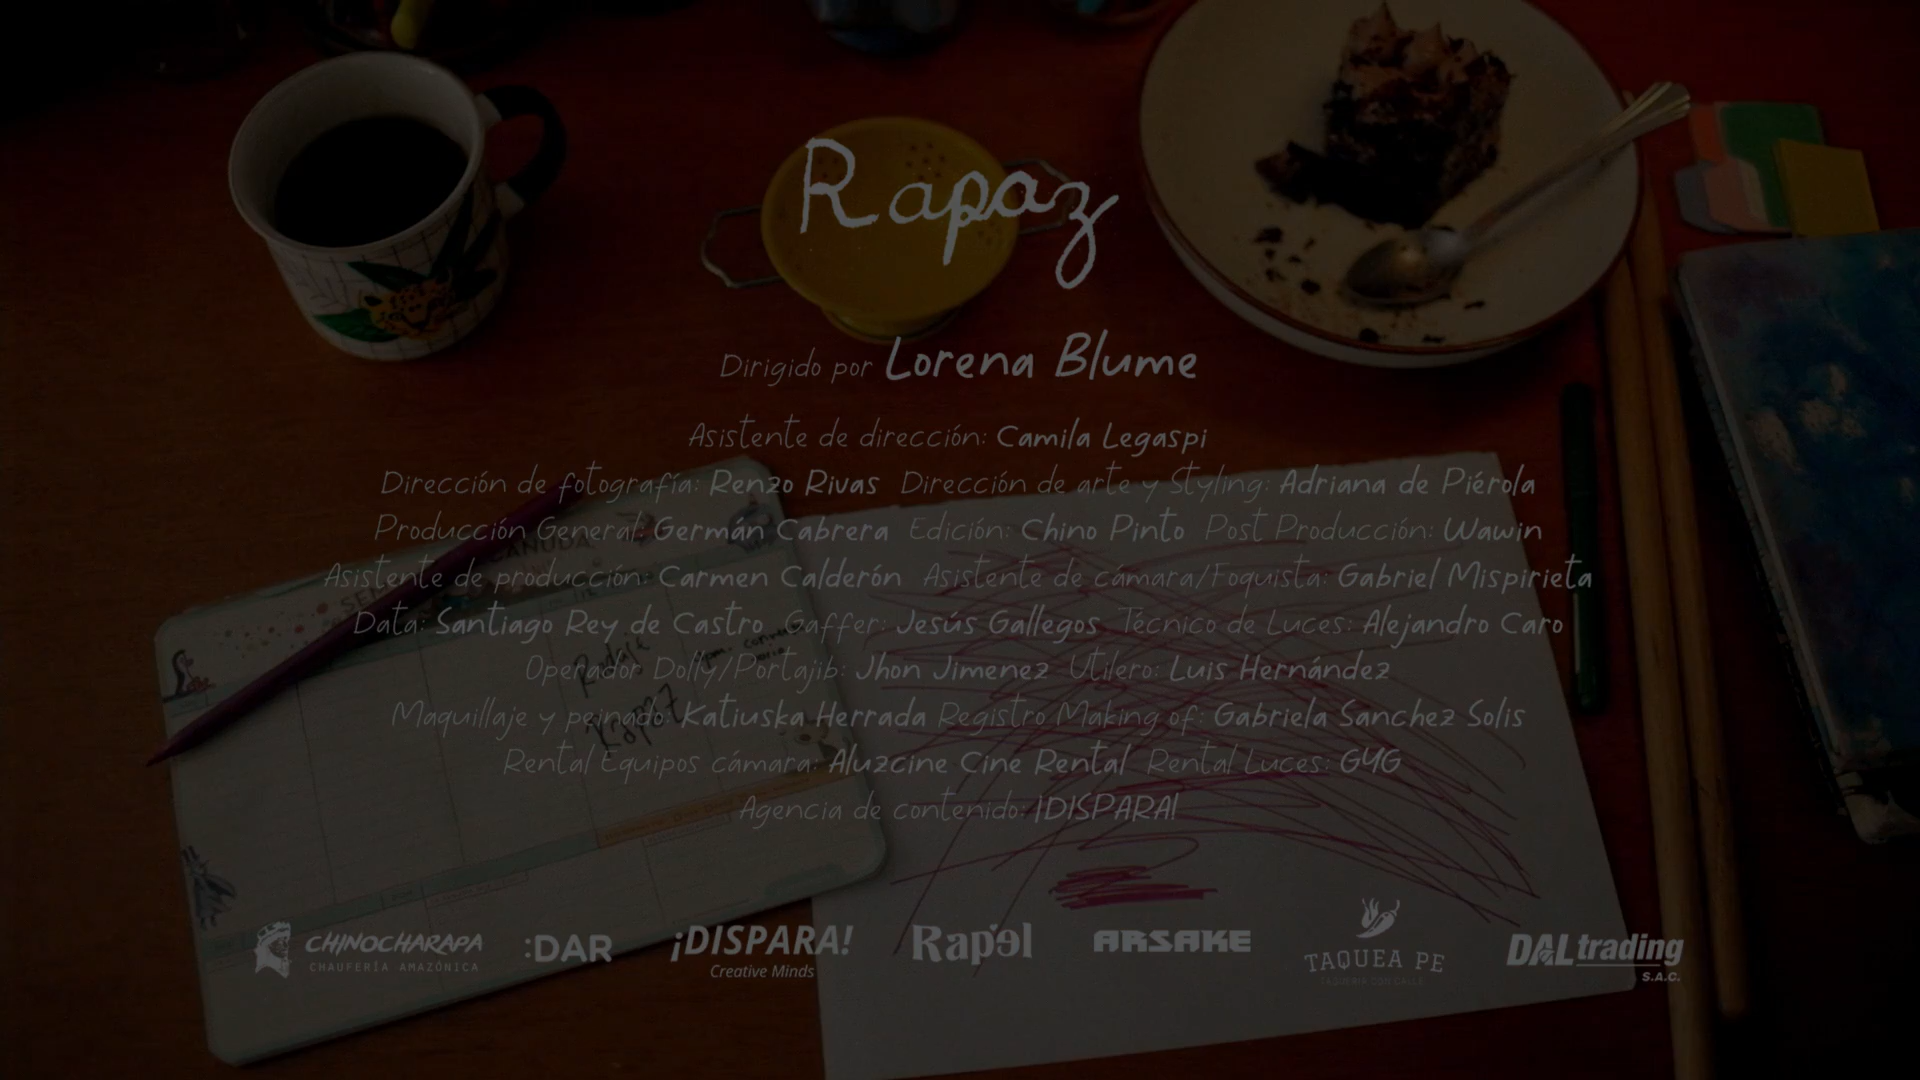 Rapaz
Dirigido por Lorena Blume
Asistente de dirección: Camila Legaspi
Dirección de fotografía: Renzo Rivas Dirección de arte y Styling: Adriana de Piérola
Producción General: Germán Cabrera Edición: Chino Pinto Post Producción: Wawin
Asistente de producción: Carmen Calderón Asistente de cámara/Foquista: Gabriel Mispirieta
Data: Santiago Rey de Castro Gaffer: Jesús Gallegos Técnico de Luces: Alejandro Caro
Operador Dolly/Portajib: Jhon Jimenez Utilero: Luis Hernández
Maquillaje y peinado: Katiuska Herrada Registro Making of: Gabriela Sanchez Solis
Rental Equipos cámara: Aluzcine Cine Rental Rental Luces: GYG
Agencia de contenido: ¡DISPARA!
Rodaje
Rapaz
CHINOCHARAPA
CHAUFERÍA AMAZÓNICA
:DAR
¡DISPARA!
Creative Minds
Rapel
ARSAKE
TAQUEA PE
TAQUERIA CON CALLE
DAL trading
S.A.C.